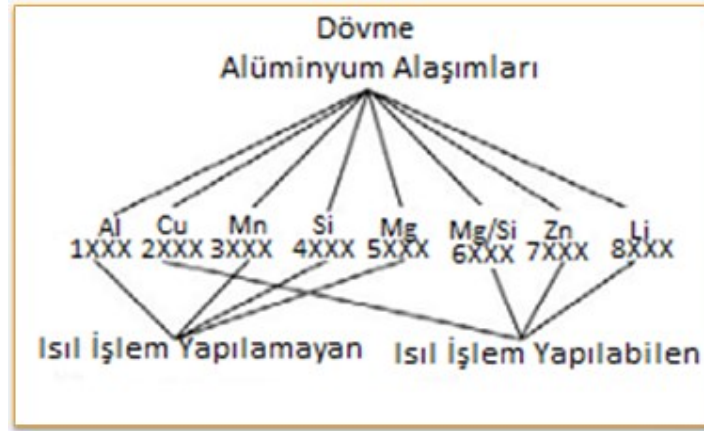 Dövme
Alüminyum Alaşımları
Al Cu Mn Si Mg Mg/Si Zn Li
1XXX 2XXX 3XXX 4XXX 5XXX 6XXX 7XXX 8XXX
Isıl İşlem Yapılamayan Isıl İşlem Yapılabilen